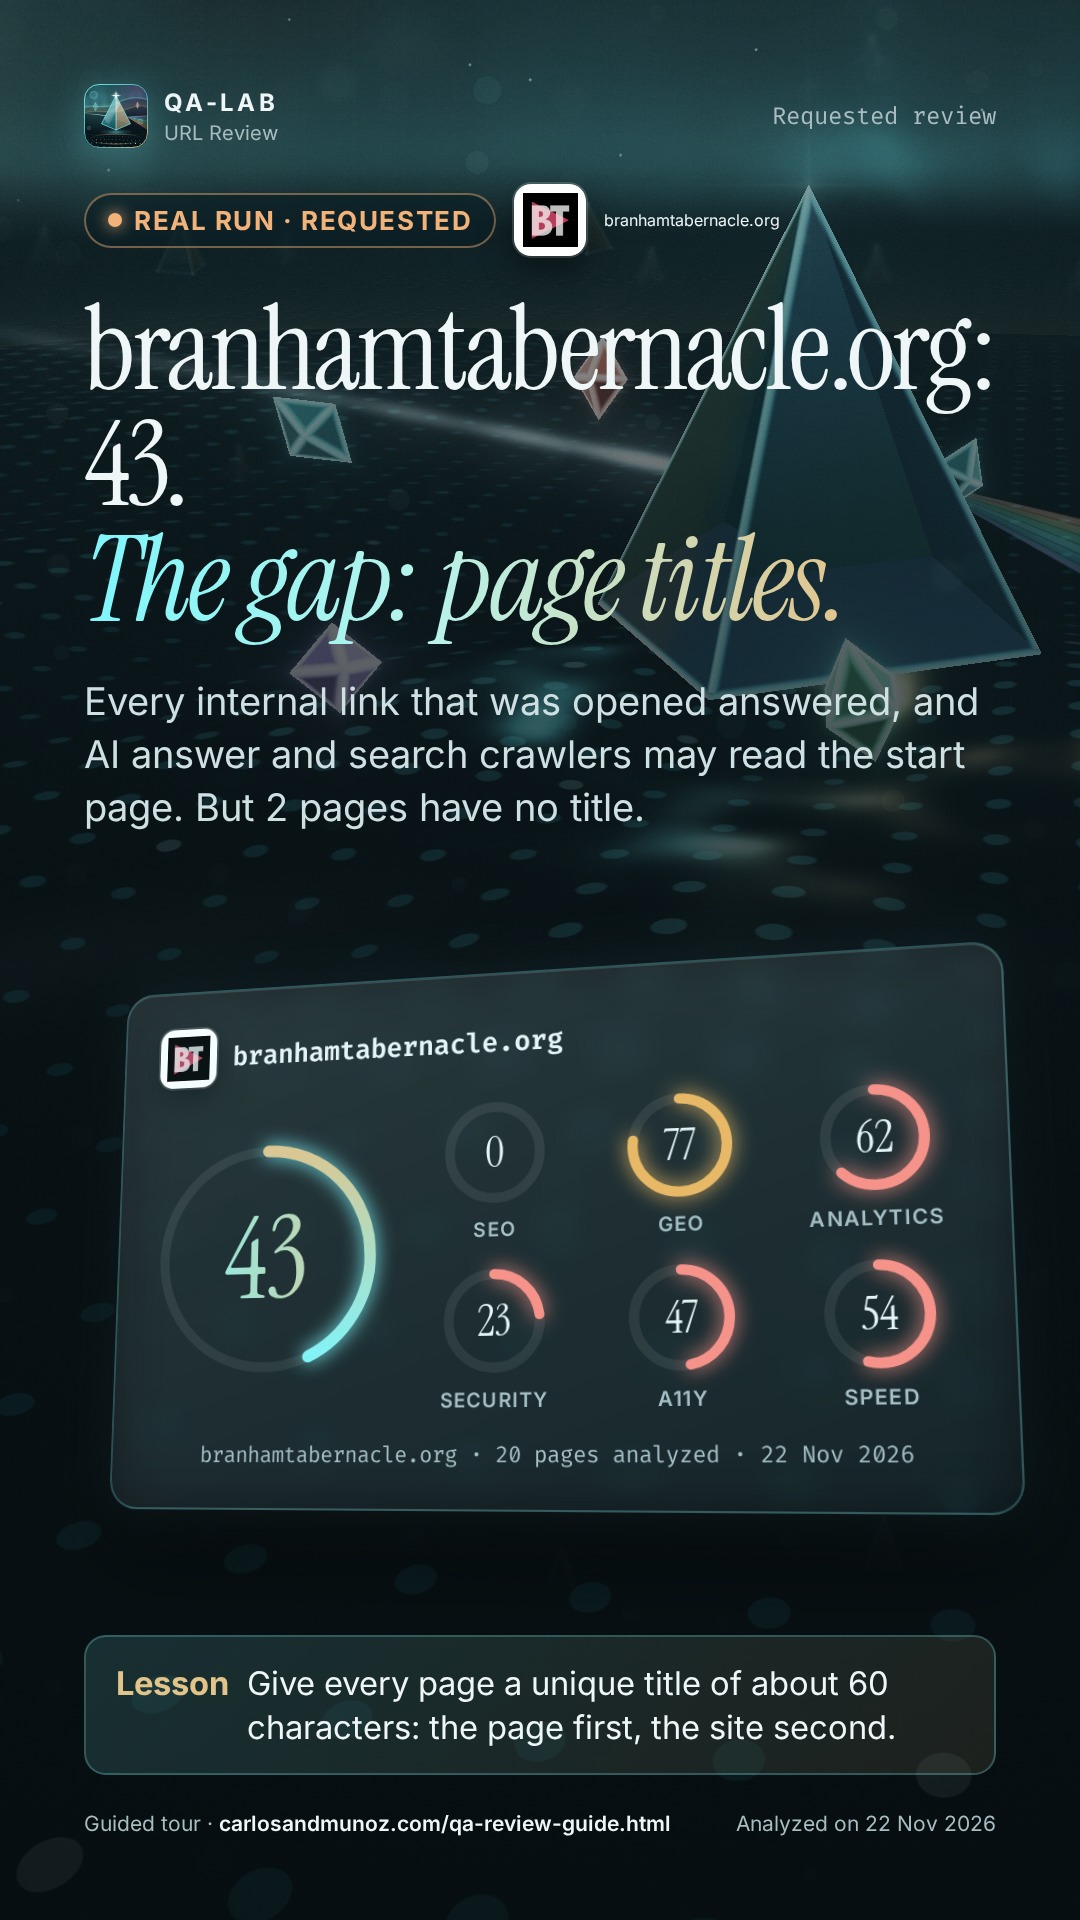 QA-LAB
URL Review
Requested review
REAL RUN · REQUESTED
BT
branhamtabernacle.org
branhamtabernacle.org:
43.
The gap: page titles.
Every internal link that was opened answered, and
AI answer and search crawlers may read the start
page. But 2 pages have no title.
BT
branhamtabernacle.org
43
0
SEO
77
GEO
62
ANALYTICS
23
SECURITY
47
A11Y
54
SPEED
branhamtabernacle.org · 20 pages analyzed · 22 Nov 2026
Lesson Give every page a unique title of about 60
characters: the page first, the site second.
Guided tour · carlosandmunoz.com/qa-review-guide.html
Analyzed on 22 Nov 2026